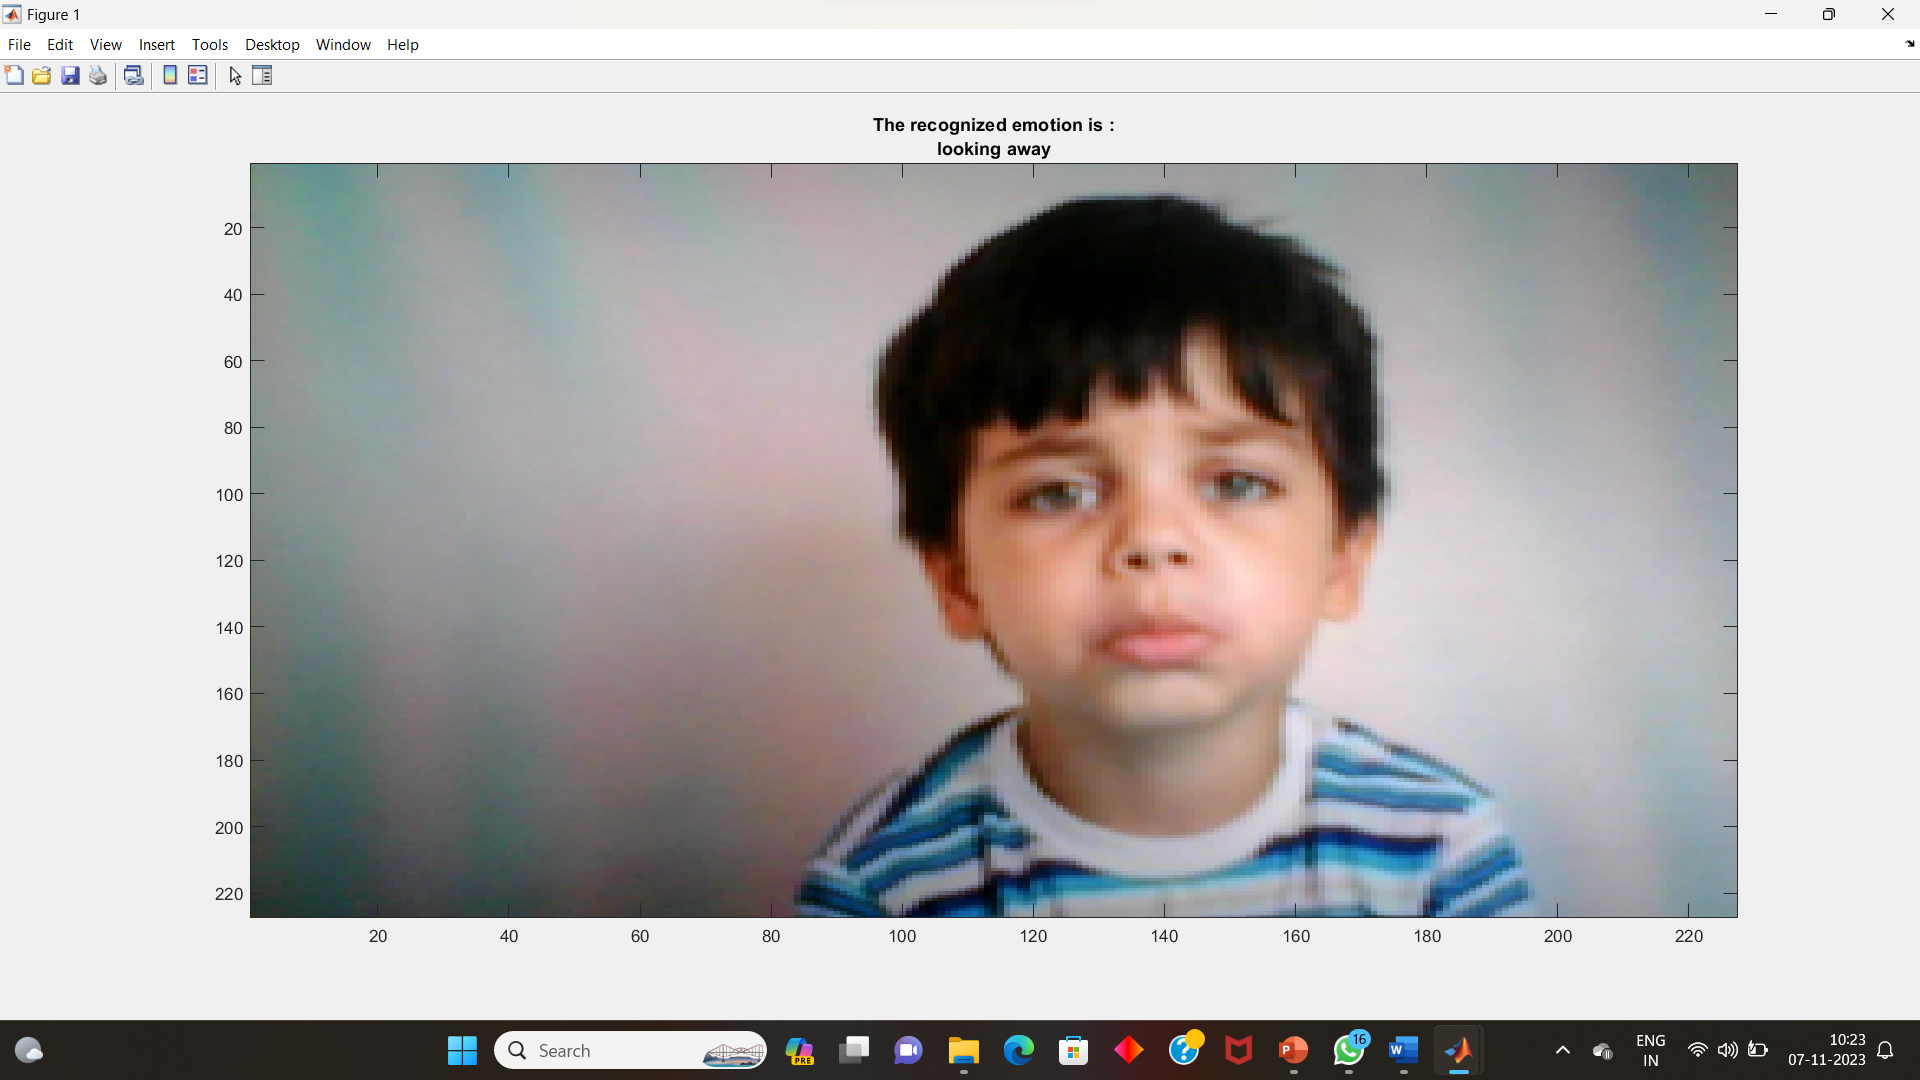 Figure 1
File Edit View Insert Tools Desktop Window Help
The recognized emotion is :
looking away
20
40
60
80
100
120
140
160
180
200
220
20 40 60 80 100 120 140 160 180 200 220
Search
PRE
P
16
W
ENG
IN
10:23
07-11-2023